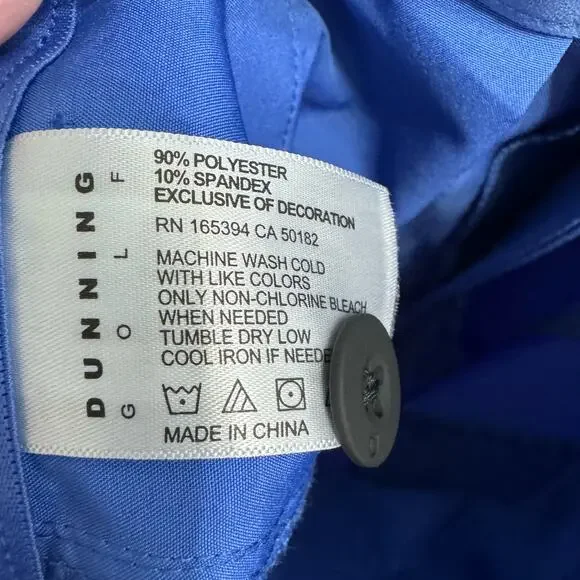 DUNNING
GOLF
90% POLYESTER
10% SPANDEX
EXCLUSIVE OF DECORATION
RN 165394 CA 50182
MACHINE WASH COLD
WITH LIKE COLORS
ONLY NON-CHLORINE BLEACH
WHEN NEEDED
TUMBLE DRY LOW
COOL IRON IF NEEDE
MADE IN CHINA
D